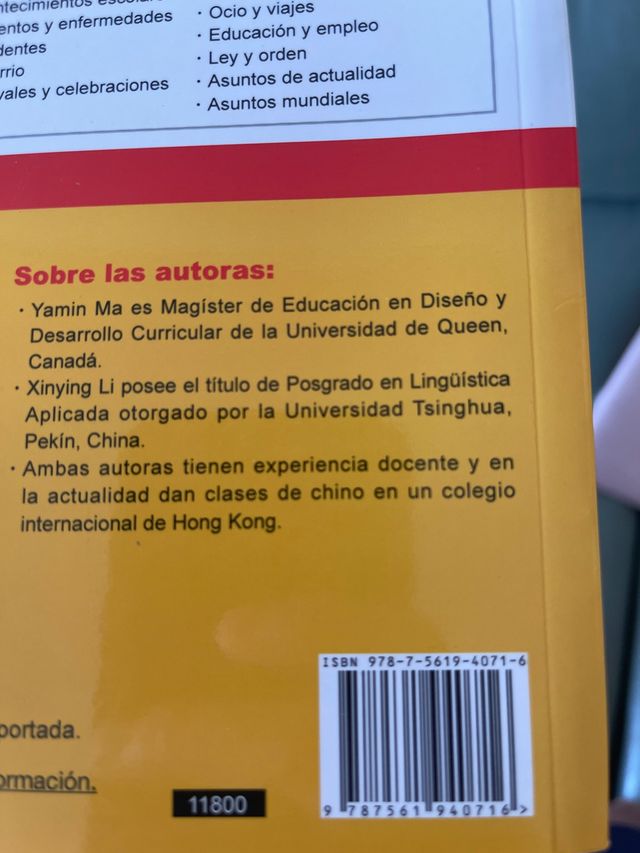 entos y enfermedades
dentes
rrio
vales y celebraciones
· Ocio y viajes
· Educación y empleo
· Ley y orden
· Asuntos de actualidad
· Asuntos mundiales
Sobre las autoras:
· Yamin Ma es Magíster de Educación en Diseño y
Desarrollo Curricular de la Universidad de Queen,
Canadá.
· Xinying Li posee el título de Posgrado en Lingüística
Aplicada otorgado por la Universidad Tsinghua,
Pekín, China.
· Ambas autoras tienen experiencia docente y en
la actualidad dan clases de chino en un colegio
internacional de Hong Kong.
portada.
ormación.
11800
ISBN 978-7-5619-4071-6
9 787561 940716 >